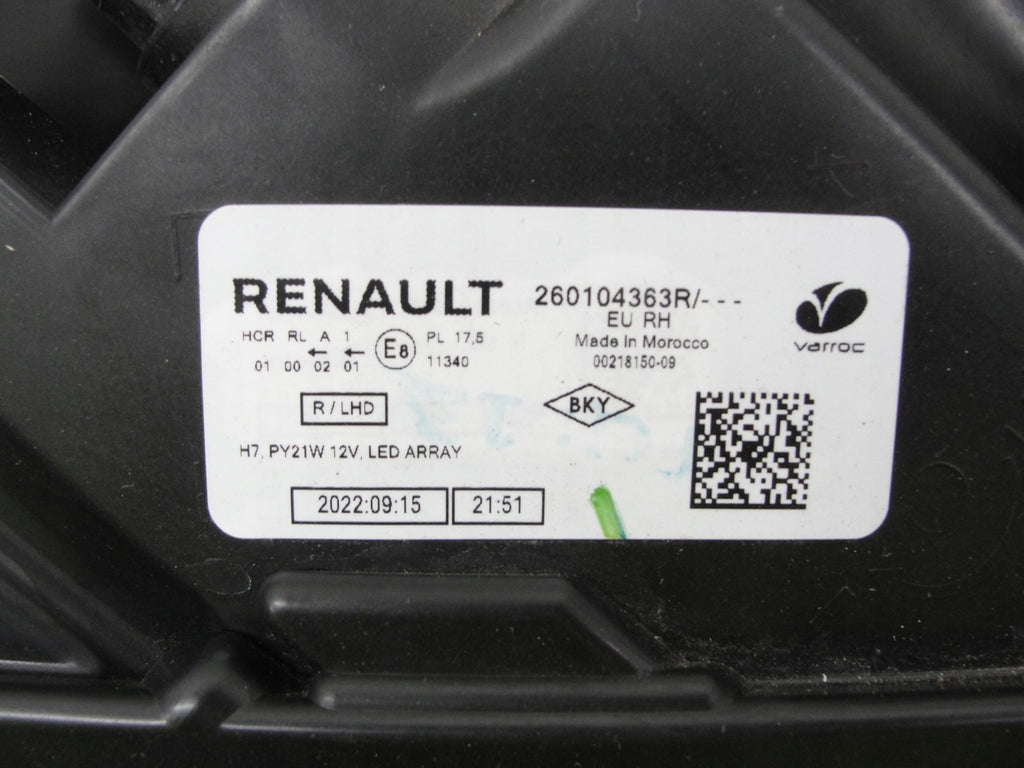 RENAULT 260104363R/---
EU RH
Made In Morocco
00218150-09
varroc
HCR RL A 1
← ←
01 00 02 01
E8
PL 17,5
11340
R / LHD
BKY
H7, PY21W 12V, LED ARRAY
2022:09:15 21:51